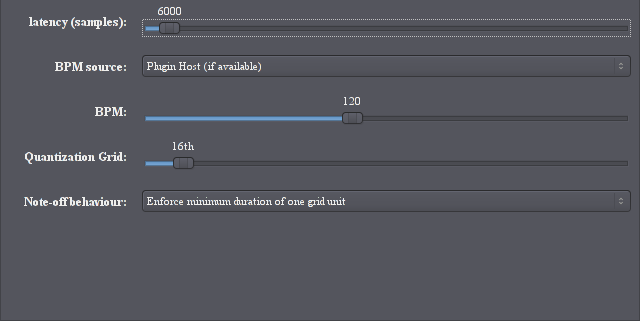 6000
latency (samples):
BPM source: Plugin Host (if available)
120
BPM:
16th
Quantization Grid:
Note-off behaviour: Enforce minimum duration of one grid unit